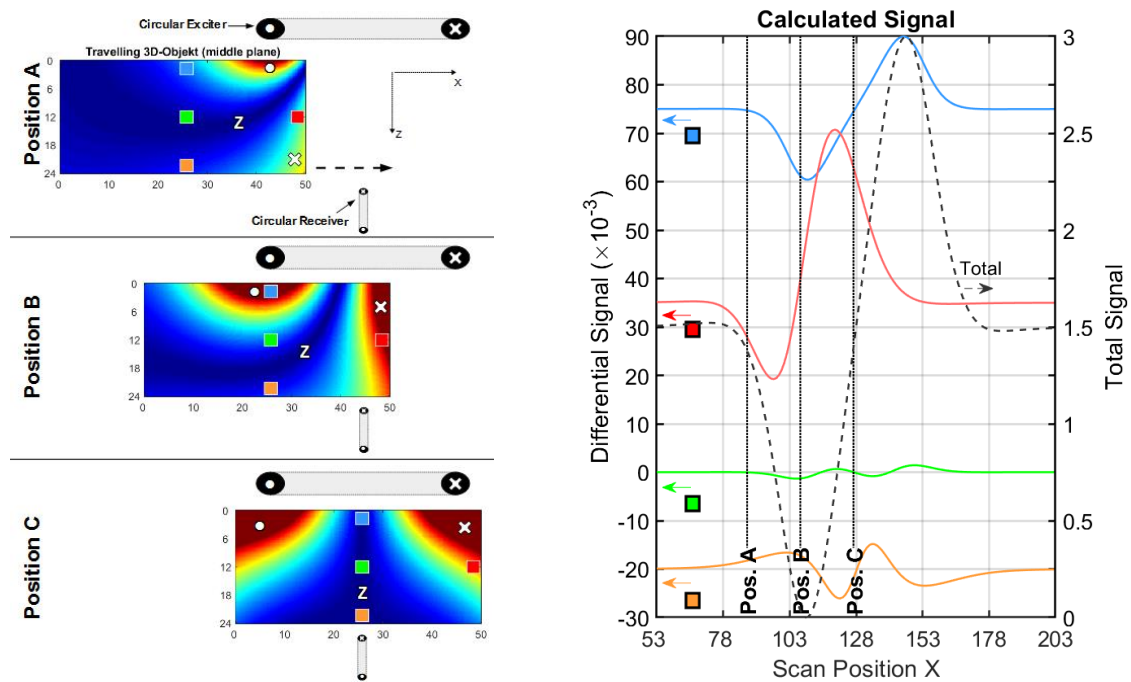 Circular Exciter
Travelling 3D-Objekt (middle plane)
Position A
0
12
24
Z
0 10 20 30 40 50
x
z
Circular Receiver
Position B
0
6
12
18
24
Z
0 10 20 30 40 50
Position C
0
6
12
18
24
Z
0 10 20 30 40 50
Calculated Signal
Differential Signal (×10⁻³)
90
80
70
60
50
40
30
20
10
0
-10
-20
-30
Total
Pos. A
Pos. B
Pos. C
53 78 103 128 153 178 203
Scan Position X
3
2.5
2
1.5
1
0.5
0
Total Signal